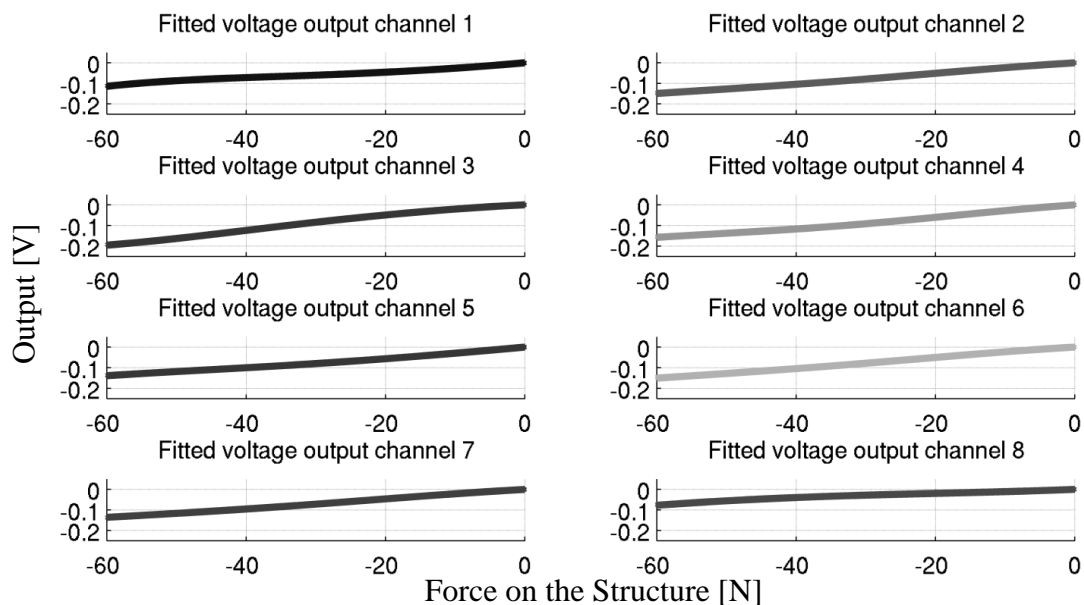 Fitted voltage output channel 1
0
-0.1
-0.2
-60 -40 -20 0
Fitted voltage output channel 2
0
-0.1
-0.2
-60 -40 -20 0
Fitted voltage output channel 3
0
-0.1
-0.2
-60 -40 -20 0
Fitted voltage output channel 4
0
-0.1
-0.2
-60 -40 -20 0
Fitted voltage output channel 5
0
-0.1
-0.2
-60 -40 -20 0
Fitted voltage output channel 6
0
-0.1
-0.2
-60 -40 -20 0
Fitted voltage output channel 7
0
-0.1
-0.2
-60 -40 -20 0
Fitted voltage output channel 8
0
-0.1
-0.2
-60 -40 -20 0
Output [V]
Force on the Structure [N]